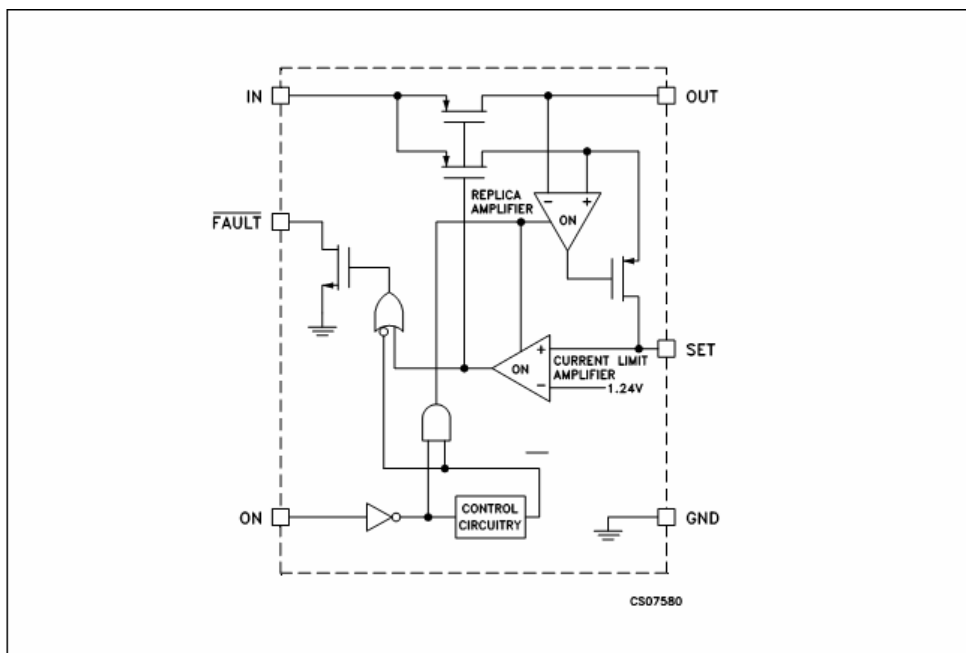 IN
OUT
REPLICA
AMPLIFIER
−
+
ON
FAULT
SET
+
CURRENT LIMIT
AMPLIFIER
ON
−
1.24V
ON
CONTROL
CIRCUITRY
GND
CS07580